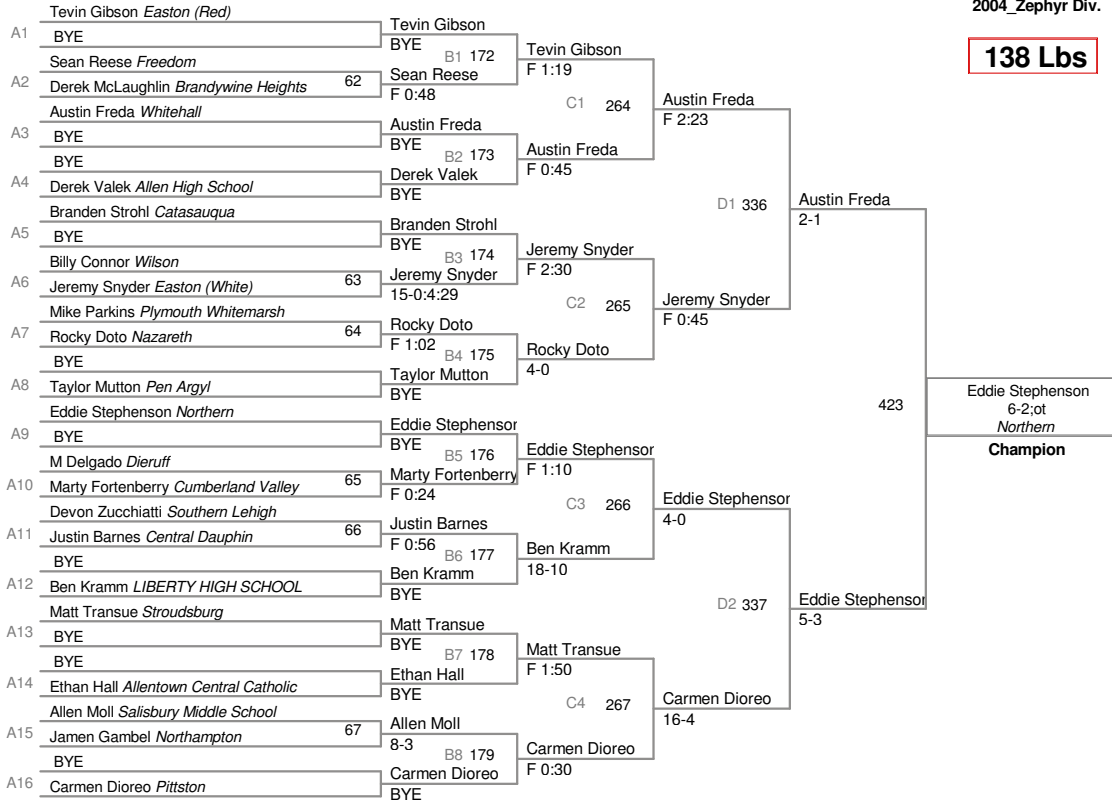 2004_Zephyr Div.
138 Lbs
A1
Tevin Gibson Easton (Red)
BYE
A2
Sean Reese Freedom
Derek McLaughlin Brandywine Heights
62
A3
Austin Freda Whitehall
BYE
A4
BYE
Derek Valek Allen High School
A5
Branden Strohl Catasauqua
BYE
A6
Billy Connor Wilson
Jeremy Snyder Easton (White)
63
A7
Mike Parkins Plymouth Whitemarsh
Rocky Doto Nazareth
64
A8
BYE
Taylor Mutton Pen Argyl
A9
Eddie Stephenson Northern
BYE
A10
M Delgado Dieruff
Marty Fortenberry Cumberland Valley
65
A11
Devon Zucchiatti Southern Lehigh
Justin Barnes Central Dauphin
66
A12
BYE
Ben Kramm LIBERTY HIGH SCHOOL
A13
Matt Transue Stroudsburg
BYE
A14
BYE
Ethan Hall Allentown Central Catholic
A15
Allen Moll Salisbury Middle School
Jamen Gambel Northampton
67
A16
BYE
Carmen Dioreo Pittston
Tevin Gibson
BYE
B1 172
Sean Reese
F 0:48
Austin Freda
BYE
B2 173
Derek Valek
BYE
Branden Strohl
BYE
B3 174
Jeremy Snyder
15-0:4:29
Rocky Doto
F 1:02
B4 175
Taylor Mutton
BYE
Eddie Stephenson
BYE
B5 176
Marty Fortenberry
F 0:24
Justin Barnes
F 0:56
B6 177
Ben Kramm
BYE
Matt Transue
BYE
B7 178
Ethan Hall
BYE
Allen Moll
8-3
B8 179
Carmen Dioreo
BYE
Tevin Gibson
F 1:19
C1 264
Austin Freda
F 0:45
Jeremy Snyder
F 2:30
C2 265
Rocky Doto
4-0
Eddie Stephenson
F 1:10
C3 266
Ben Kramm
18-10
Matt Transue
F 1:50
C4 267
Carmen Dioreo
F 0:30
Austin Freda
F 2:23
D1 336
Jeremy Snyder
F 0:45
Eddie Stephenson
4-0
D2 337
Carmen Dioreo
16-4
Austin Freda
2-1
423
Eddie Stephenson
5-3
Eddie Stephenson
6-2;ot
Northern
Champion